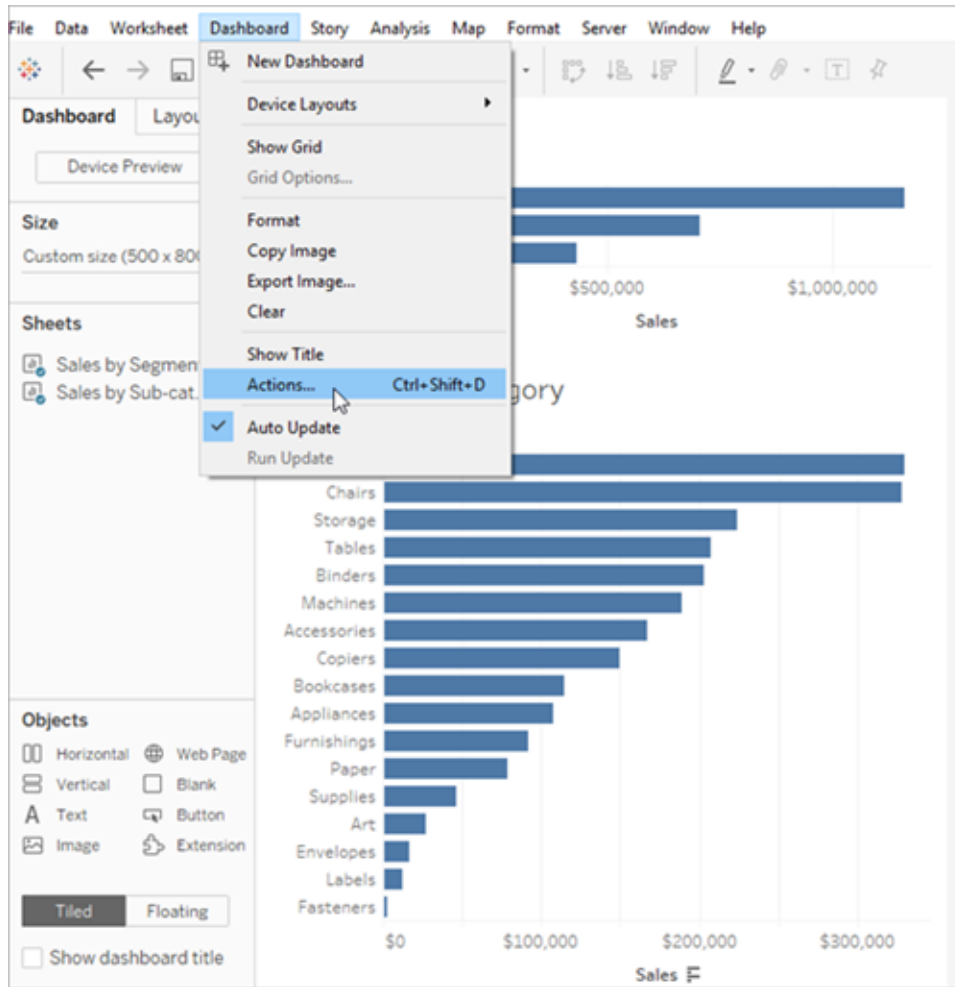 File Data Worksheet Dashboard Story Analysis Map Format Server Window Help
New Dashboard
Dashboard Layou
Device Layouts
Device Preview
Show Grid
Grid Options...
Size
Format
Custom size (500 x 800
Copy Image
Export Image...
Clear
$500,000 $1,000,000
Sales
Sheets
Show Title
Sales by Segmen
Actions... Ctrl+Shift+D
Sales by Sub-cat.
gory
Auto Update
Run Update
Chairs
Storage
Tables
Binders
Machines
Accessories
Copiers
Bookcases
Appliances
Furnishings
Paper
Supplies
Art
Envelopes
Labels
Fasteners
$0 $100,000 $200,000 $300,000
Sales
Objects
Horizontal Web Page
Vertical Blank
A Text Button
Image Extension
Tiled Floating
Show dashboard title